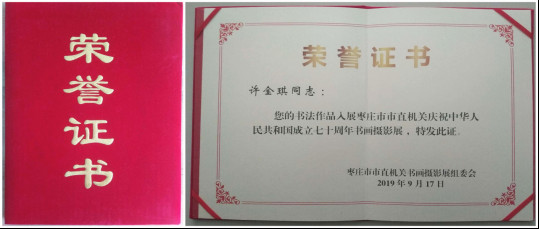 荣
誉
证
书
荣誉证书
许金琪同志：
您的书法作品入展枣庄市市直机关庆祝中华人
民共和国成立七十周年书画摄影展，特发此证。
枣庄市市直机关书画摄影展组委会
2019年9月17日